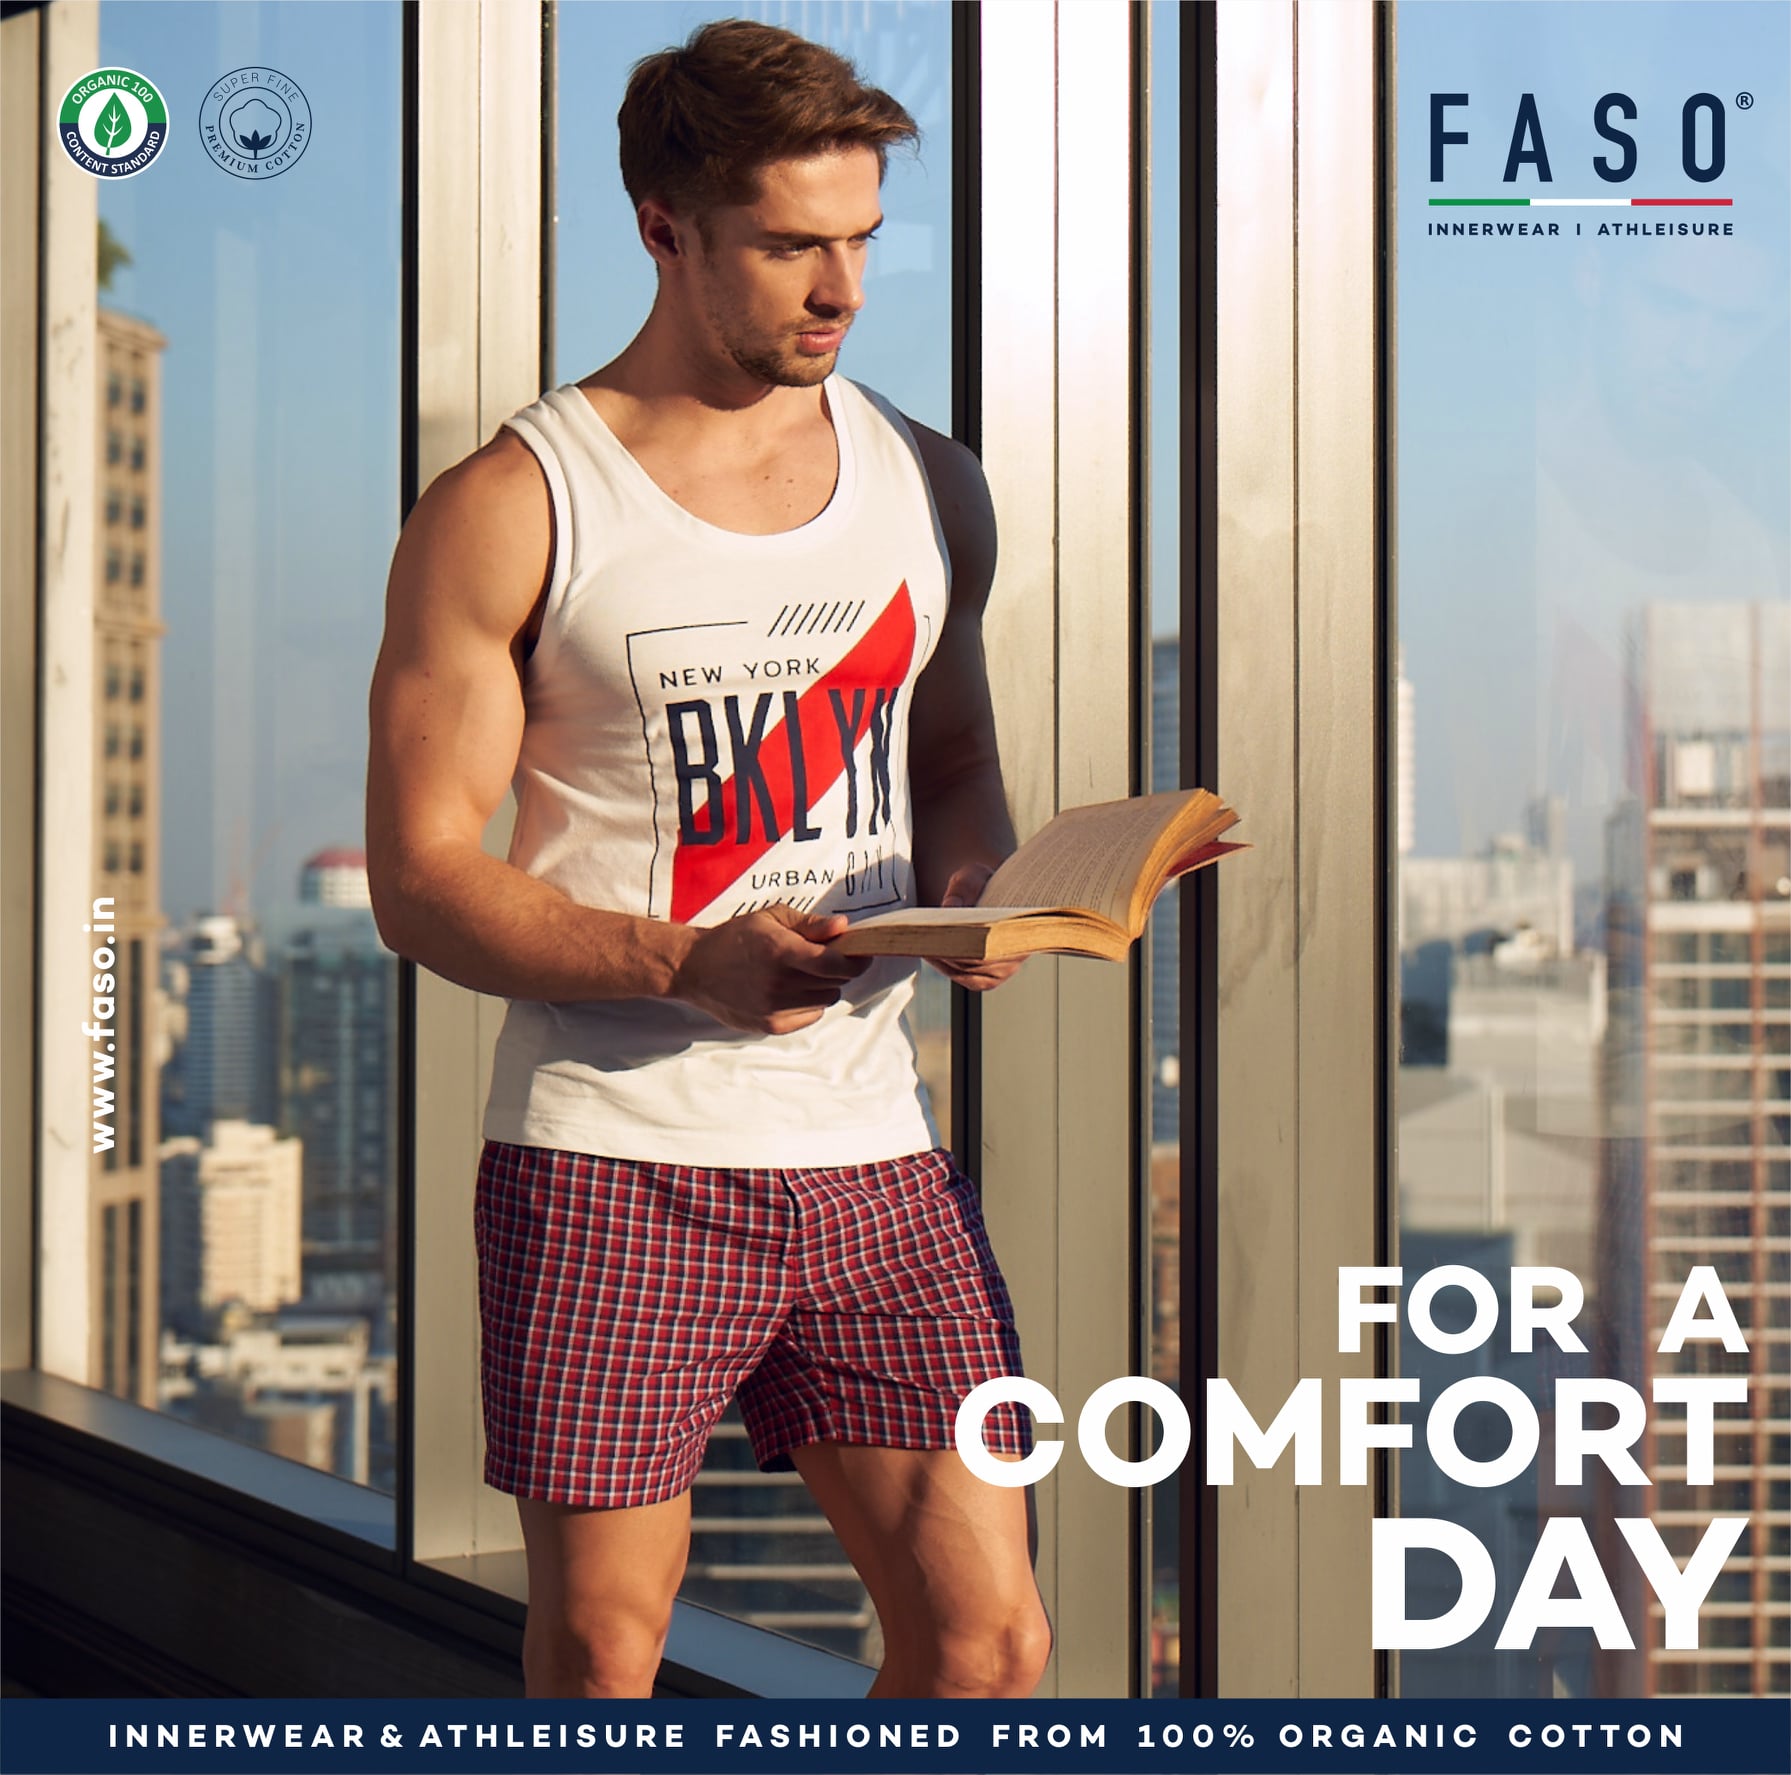 ORGANIC 100
CONTENT STANDARD
SUPER FINE
PREMIUM COTTON
FASO®
INNERWEAR | ATHLEISURE
NEW YORK
BKLYN
URBAN CITY
www.faso.in
FOR A
COMFORT
DAY
INNERWEAR & ATHLEISURE FASHIONED FROM 100% ORGANIC COTTON